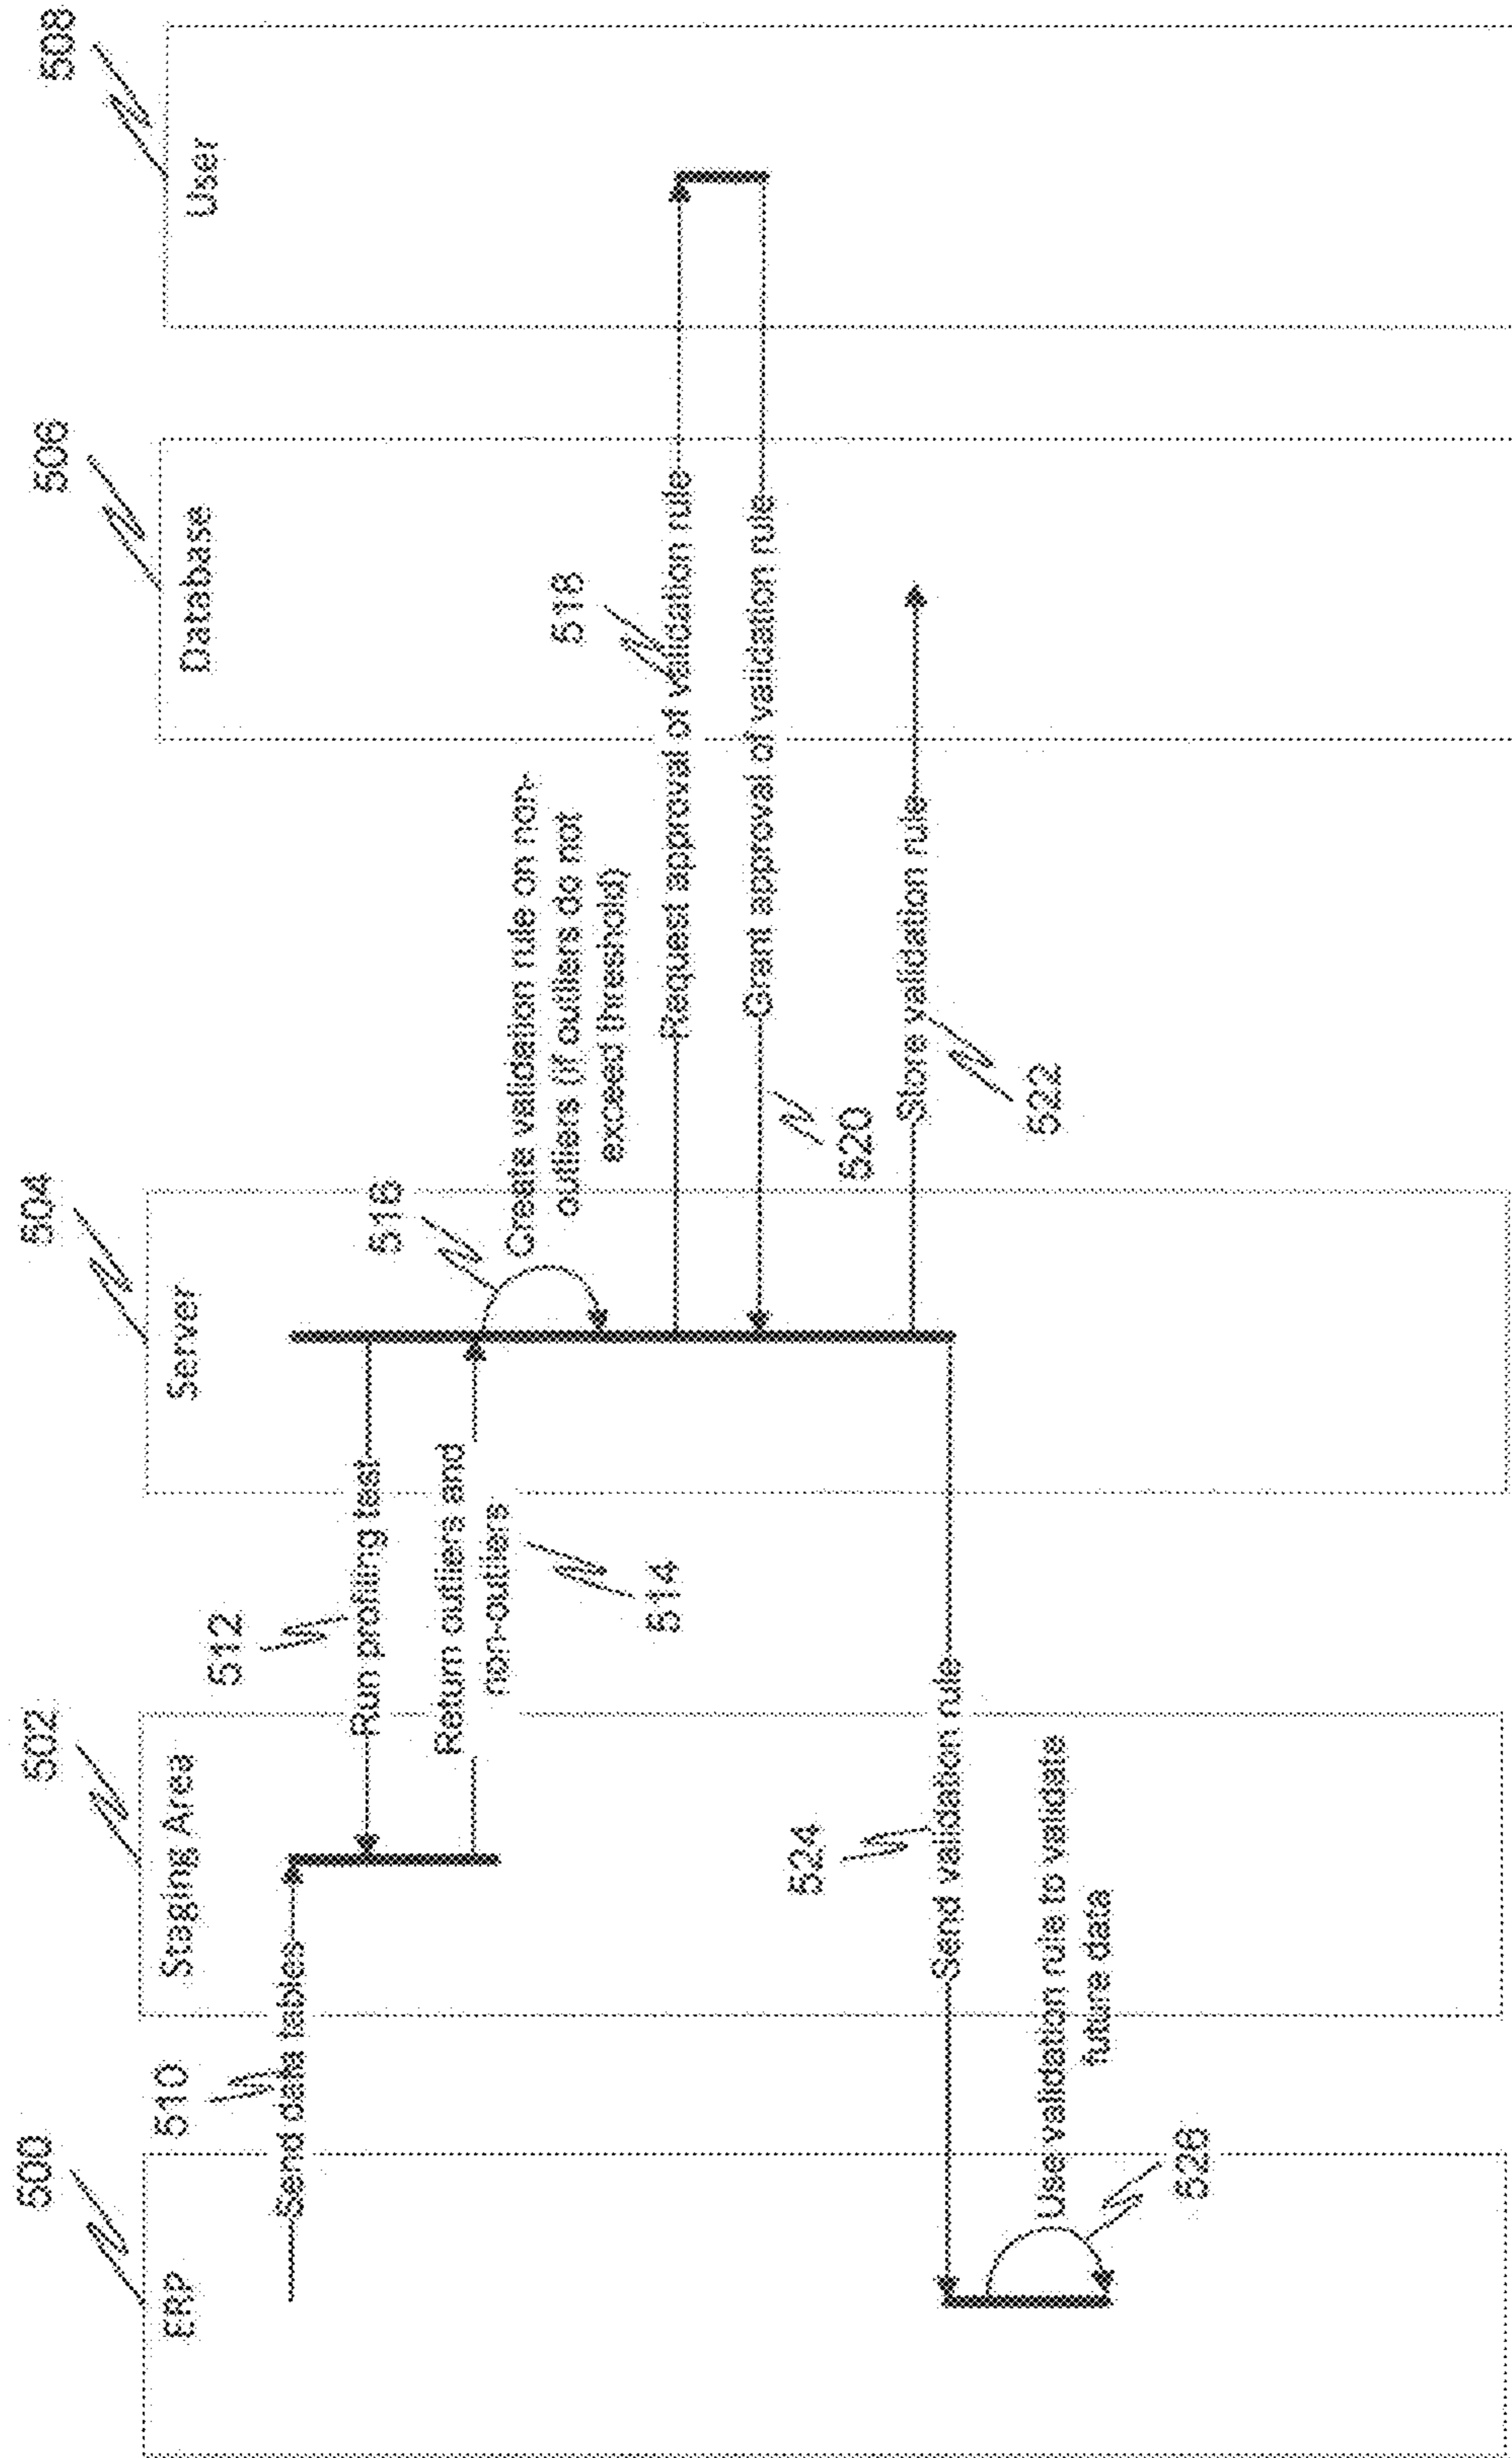 500
502
504
506
508
ERP
Staging Area
Server
Database
User
510
Send data tables
512
Run profiling test
Return outliers and
non-outliers
514
516
Create validation rule on non-
outliers (if outliers do not
exceed threshold)
518
Request approval of validation rule
Grant approval of validation rule
520
Store validation rule
522
524
Send validation rule
Use validation rule to validate
future data
526